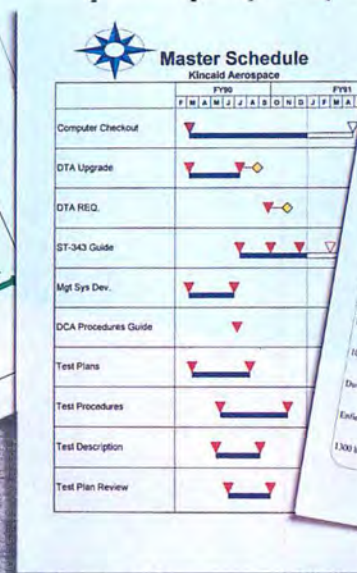 Master Schedule
Kincaid Aerospace
FY90 FY91
F M A M J J A S O N D J F M A
Computer Checkout
DTA Upgrade
DTA REQ.
ST-343 Guide
Mgt Sys Dev.
DCA Procedures Guide
Test Plans
Test Procedures
Test Description
Test Plan Review